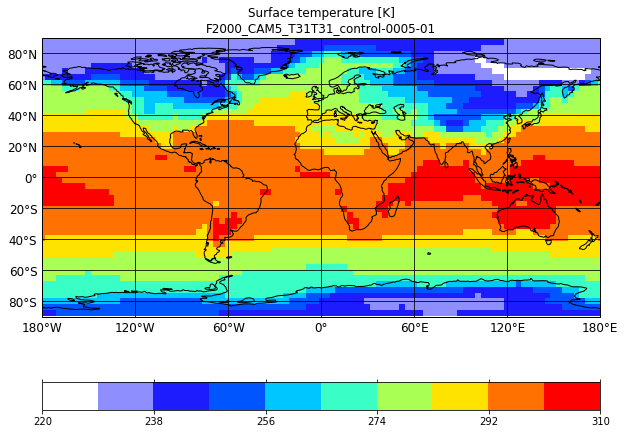 Surface temperature [K]
F2000_CAM5_T31T31_control-0005-01
80°N
60°N
40°N
20°N
0°
20°S
40°S
60°S
80°S
180°W 120°W 60°W 0° 60°E 120°E 180°E
220 238 256 274 292 310